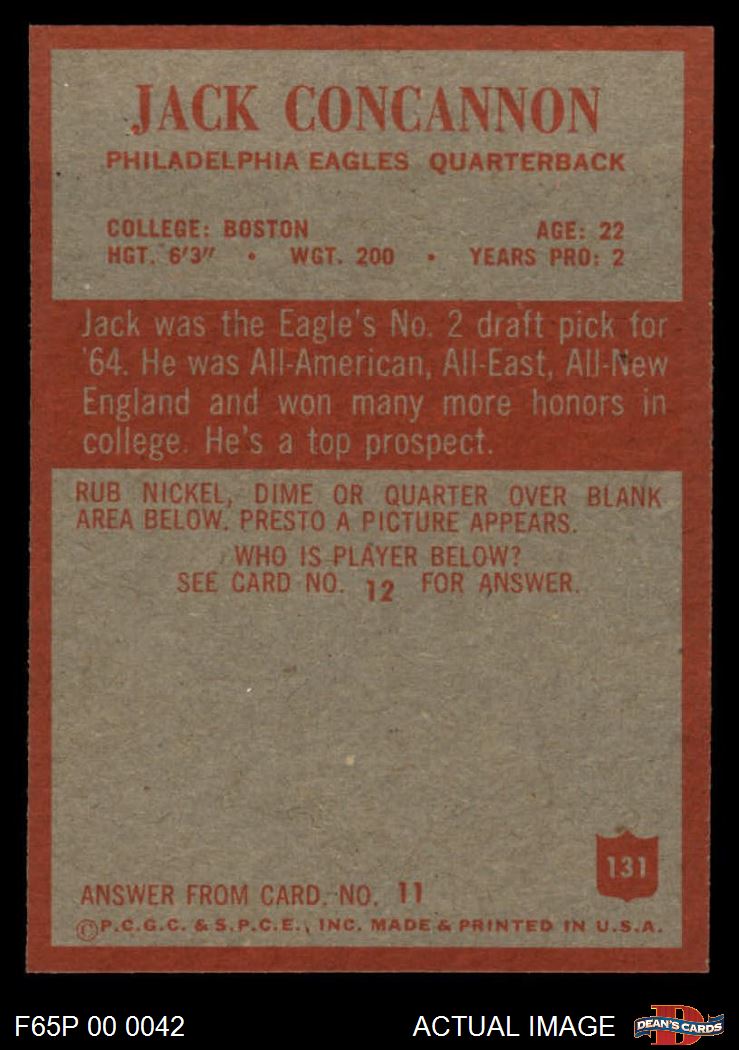 JACK CONCANNON
PHILADELPHIA EAGLES QUARTERBACK
COLLEGE: BOSTON AGE: 22
HGT. 6'3" • WGT. 200 • YEARS PRO: 2
Jack was the Eagle's No. 2 draft pick for
'64. He was All-American, All-East, All-New
England and won many more honors in
college. He's a top prospect.
RUB NICKEL, DIME OR QUARTER OVER BLANK
AREA BELOW. PRESTO A PICTURE APPEARS.
WHO IS PLAYER BELOW?
SEE CARD NO. 12 FOR ANSWER.
131
ANSWER FROM CARD. NO. 11
©P.C.G.C. & S.P.C.E., INC. MADE & PRINTED IN U.S.A.
F65P 00 0042 ACTUAL IMAGE D DEAN'S CARDS